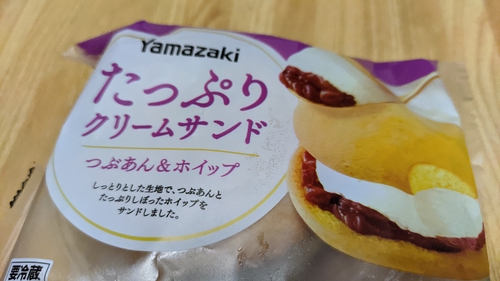 Yamazaki
たっぷり
クリームサンド
つぶあん&ホイップ
しっとりとした生地で、つぶあんと
たっぷりしぼったホイップを
サンドしました。
要冷蔵